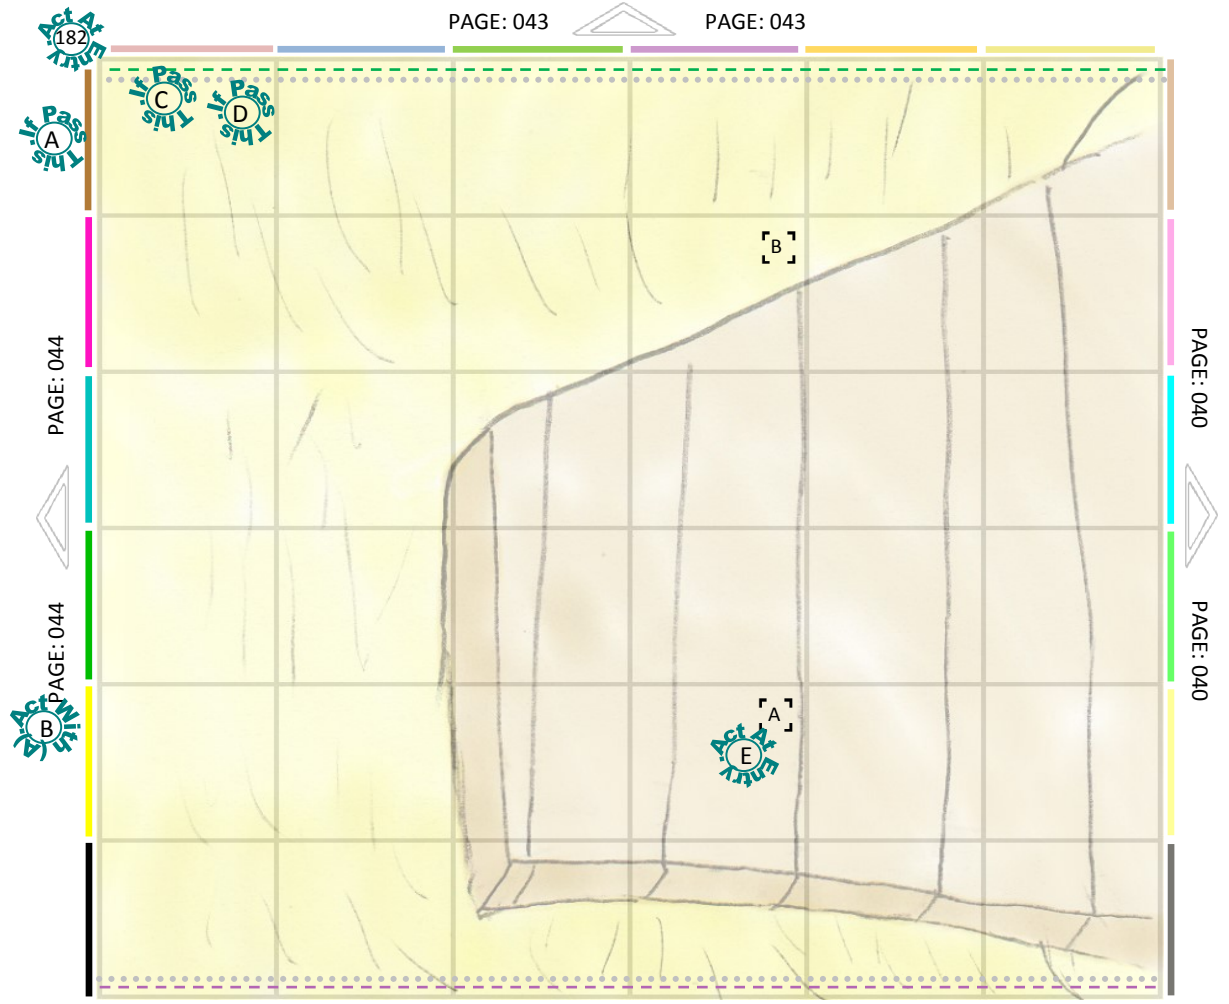 PAGE: 043
PAGE: 043
Act At
182
Entry
If Pass
C
This
If Pass
D
This
If Pass
A
This
B
PAGE: 044
PAGE: 040
PAGE: 044
PAGE: 040
Act With
B
(A)
A
Act At
E
Entry